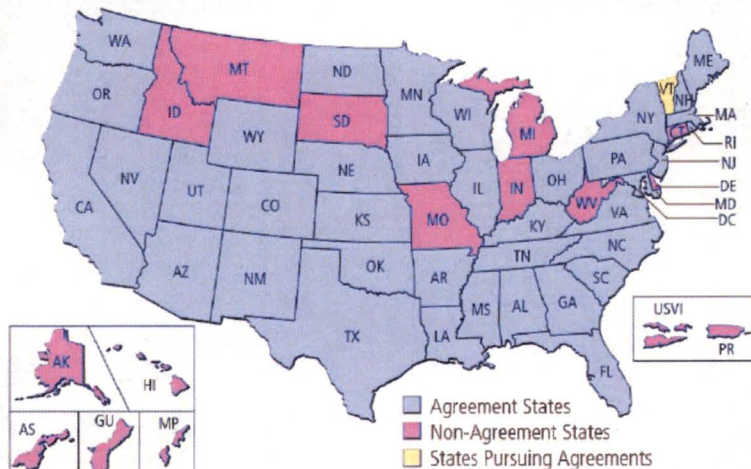 WA
MT
ND
MN
WI
MI
NY
VT
NH
ME
MA
RI
NJ
DE
MD
DC
CT
OR
ID
WY
SD
IA
NE
IL
IN
OH
PA
WV
VA
NV
UT
CO
KS
MO
KY
CA
NC
TN
AZ
NM
OK
AR
SC
MS
AL
GA
TX
LA
FL
USVI
PR
AK
HI
AS
GU
MP
Agreement States
Non-Agreement States
States Pursuing Agreements